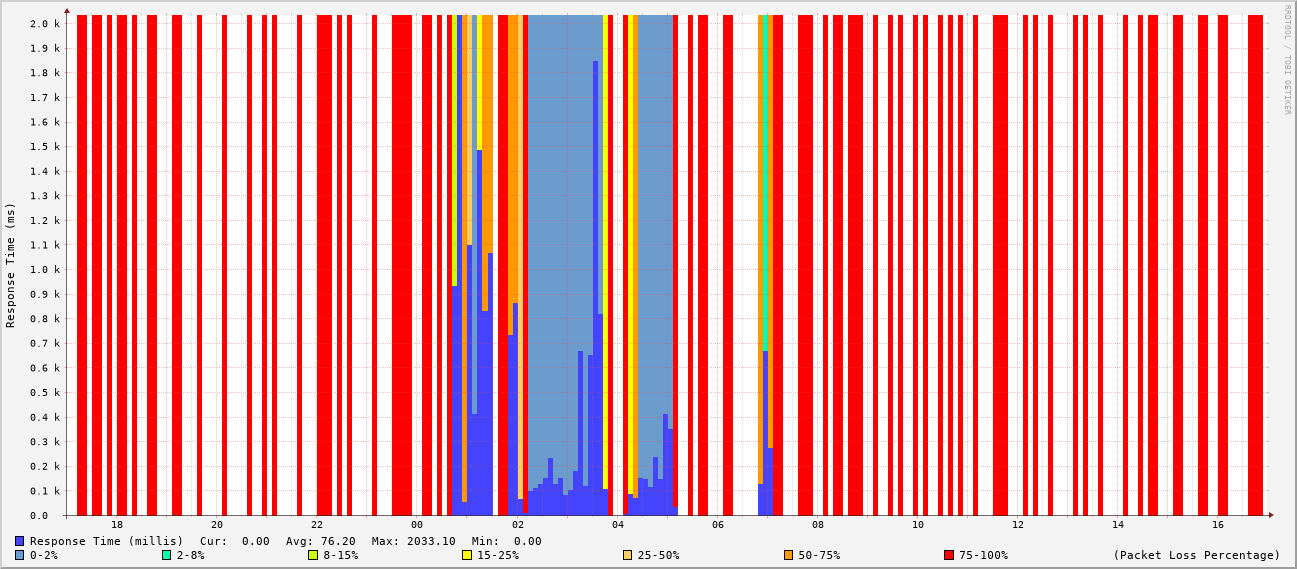 RRDTOOL / TOBI OETIKER
Response Time (ms)
2.0 k
1.9 k
1.8 k
1.7 k
1.6 k
1.5 k
1.4 k
1.3 k
1.2 k
1.1 k
1.0 k
0.9 k
0.8 k
0.7 k
0.6 k
0.5 k
0.4 k
0.3 k
0.2 k
0.1 k
0.0
18 20 22 00 02 04 06 08 10 12 14 16
Response Time (millis) Cur: 0.00 Avg: 76.20 Max: 2033.10 Min: 0.00
0-2% 2-8% 8-15% 15-25% 25-50% 50-75% 75-100% (Packet Loss Percentage)